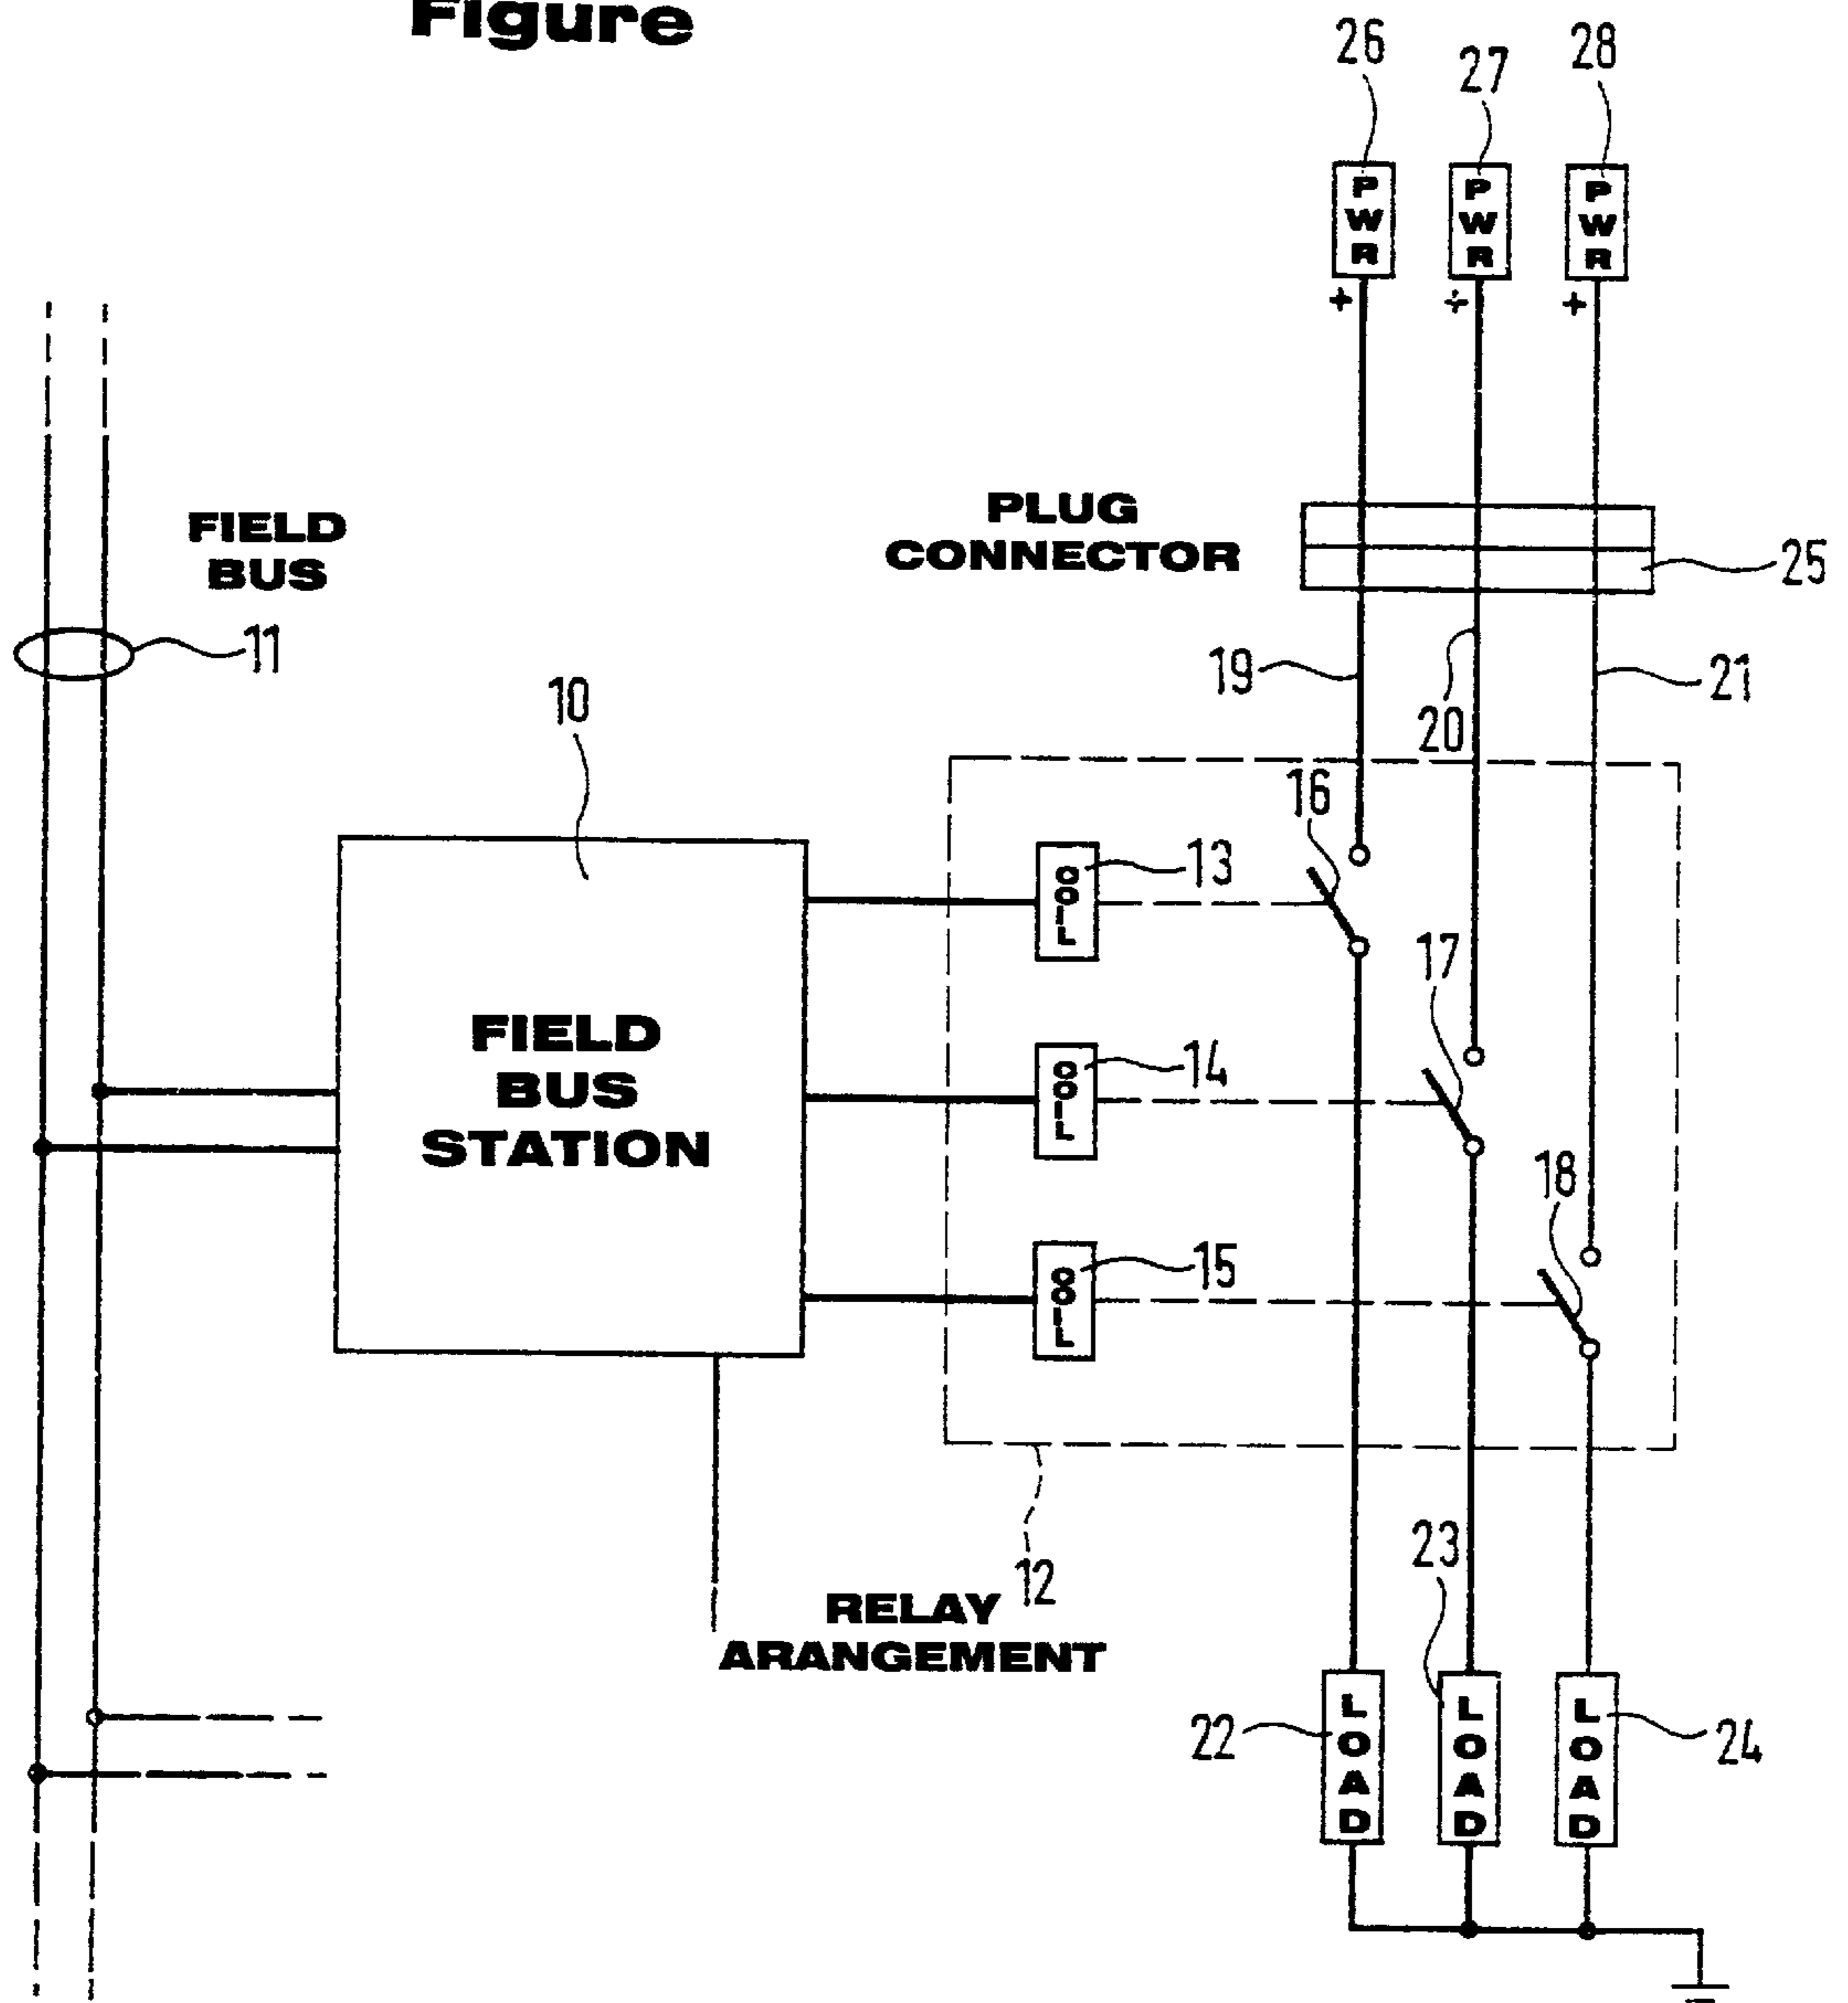 Figure
26
27
28
PWR
PWR
PWR
+
+
+
PLUG
CONNECTOR
25
FIELD
BUS
11
19
20
21
10
16
COIL
13
17
FIELD
BUS
STATION
COIL
14
18
COIL
15
12
RELAY
ARANGEMENT
23
22
LOAD
LOAD
LOAD
24